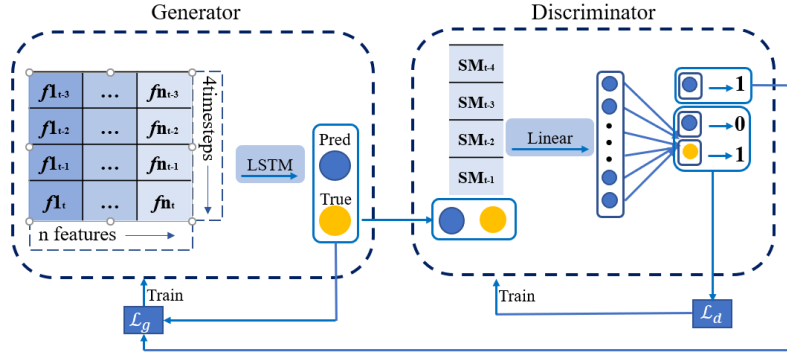 Generator
Discriminator
f1t-3 ... fnt-3
f1t-2 ... fnt-2
f1t-1 ... fnt-1
f1t ... fnt
4timesteps
n features
LSTM
Pred
True
SMt-4
SMt-3
SMt-2
SMt-1
Linear
1
0
1
Train
ℒg
Train
ℒd